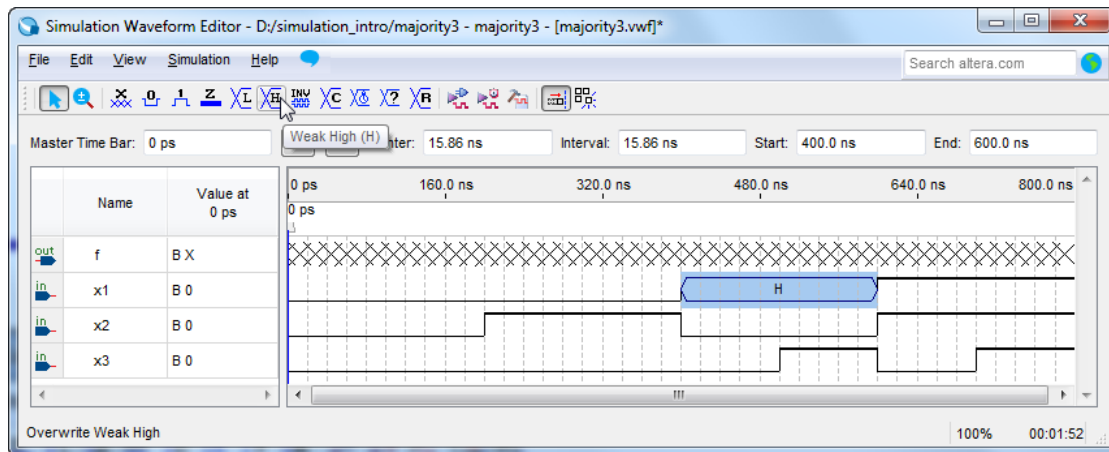 Simulation Waveform Editor - D:/simulation_intro/majority3 - majority3 - [majority3.vwf]*
File Edit View Simulation Help
Search altera.com
0 1 Z L H INV C 2 R
Master Time Bar: 0 ps
Weak High (H)
nter: 15.86 ns Interval: 15.86 ns Start: 400.0 ns End: 600.0 ns
Name Value at 0 ps
0 ps 160.0 ns 320.0 ns 480.0 ns 640.0 ns 800.0 ns
0 ps
out f B X
in x1 B 0 H
in x2 B 0
in x3 B 0
Overwrite Weak High 100% 00:01:52